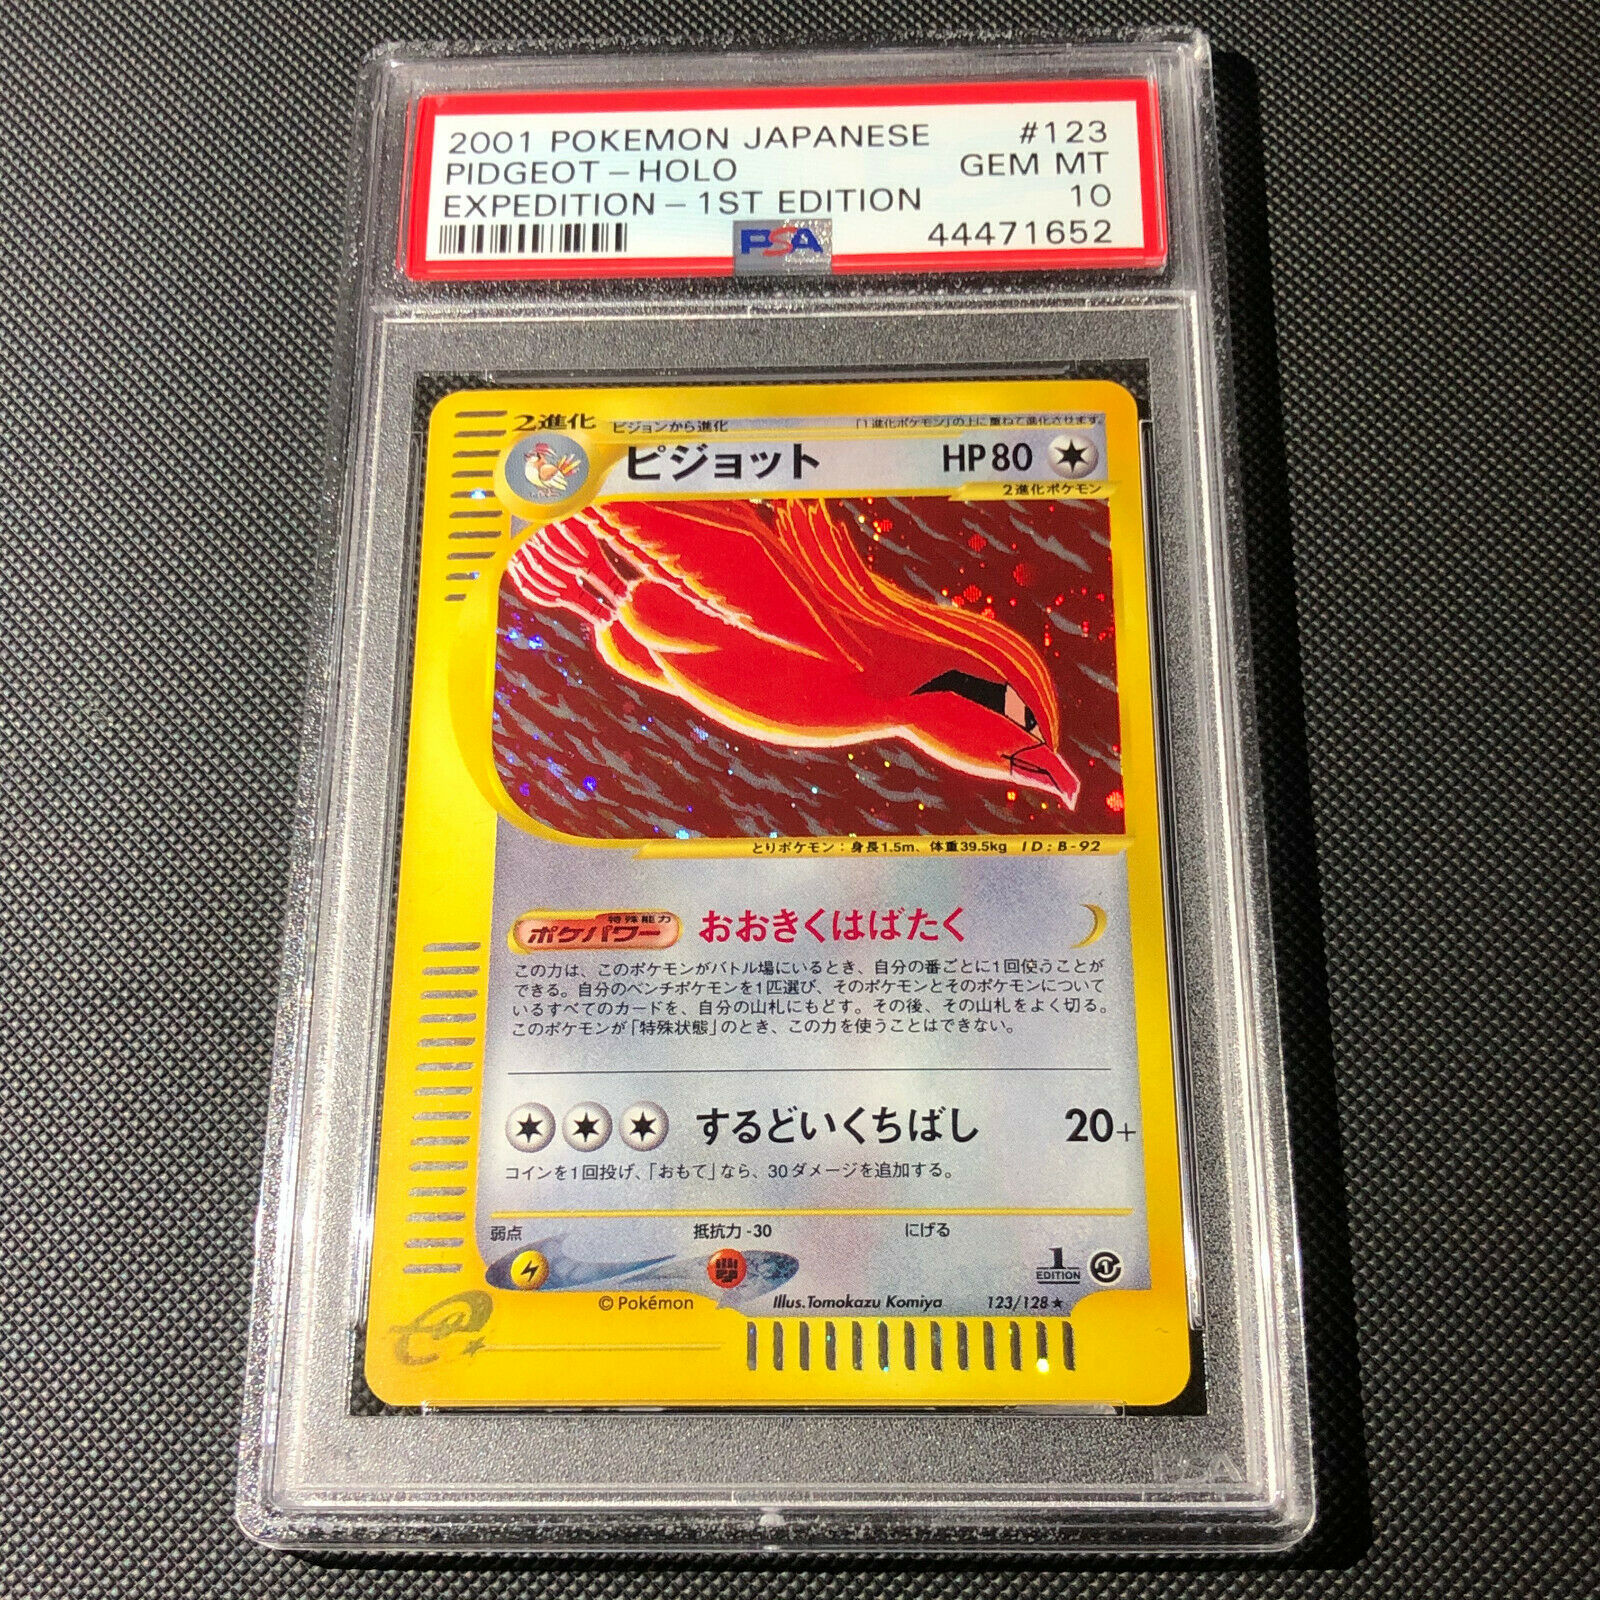 2001 POKEMON JAPANESE #123
PIDGEOT – HOLO GEM MT
EXPEDITION – 1ST EDITION 10
PSA 44471652
2進化 ピジョンから進化 「1進化ポケモン」の上に重ねて進化させます。
ピジョット HP80
2進化ポケモン
とりポケモン：身長1.5m、体重39.5kg ID:B-92
特殊能力
ポケパワー おおきくはばたく
この力は、このポケモンがバトル場にいるとき、自分の番ごとに1回使うことが
できる。自分のベンチポケモンを1匹選び、そのポケモンとそのポケモンについて
いるすべてのカードを、自分の山札にもどす。その後、その山札をよく切る。
このポケモンが「特殊状態」のとき、この力を使うことはできない。
するどいくちばし 20+
コインを1回投げ、「おもて」なら、30ダメージを追加する。
弱点 抵抗力 -30 にげる
1
EDITION
© Pokémon Illus. Tomokazu Komiya 123/128 ★
e
PSA